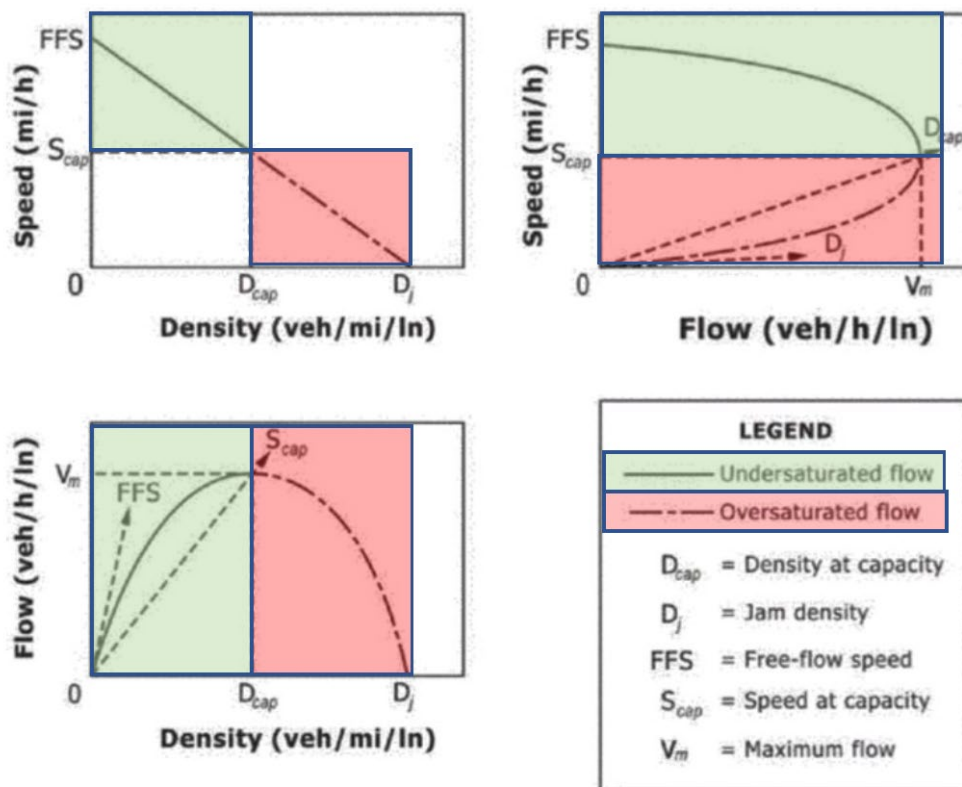 FFS
S_cap
0
D_cap
D_j
Speed (mi/h)
Density (veh/mi/ln)
FFS
S_cap
0
D_cap
D_j
V_m
Speed (mi/h)
Flow (veh/h/ln)
V_m
FFS
S_cap
0
D_cap
D_j
Flow (veh/h/ln)
Density (veh/mi/ln)
LEGEND
Undersaturated flow
Oversaturated flow
D_cap = Density at capacity
D_j = Jam density
FFS = Free-flow speed
S_cap = Speed at capacity
V_m = Maximum flow